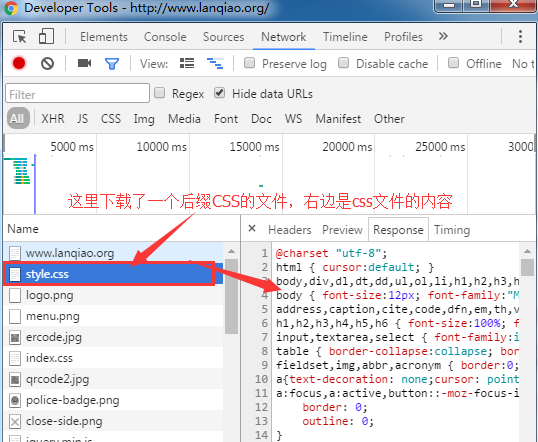 Developer Tools - http://www.lanqiao.org/
Elements Console Sources Network Timeline Profiles
View: Preserve log Disable cache Offline No t
Filter Regex Hide data URLs
All XHR JS CSS Img Media Font Doc WS Manifest Other
5000 ms 10000 ms 15000 ms 20000 ms 25000 ms 3000
这里下载了一个后缀CSS的文件，右边是css文件的内容
Name
www.lanqiao.org
style.css
logo.png
menu.png
ercode.jpg
index.css
qrcode2.jpg
police-badge.png
close-side.png
jquery.min.js
× Headers Preview Response Timing
1 @charset "utf-8";
2 html { cursor:default; }
3 body,div,dl,dt,dd,ul,ol,li,h1,h2,h3,h
4 body { font-size:12px; font-family:"M
5 address,caption,cite,code,dfn,em,th,v
6 h1,h2,h3,h4,h5,h6 { font-size:100%; f
7 input,textarea,select { font-family:i
8 table { border-collapse:collapse; bor
9 fieldset,img,abbr,acronym { border:0;
10 a{text-decoration: none;cursor: point
11 a:focus,a:active,button::-moz-focus-i
12 border: 0;
13 outline: 0;
14 }